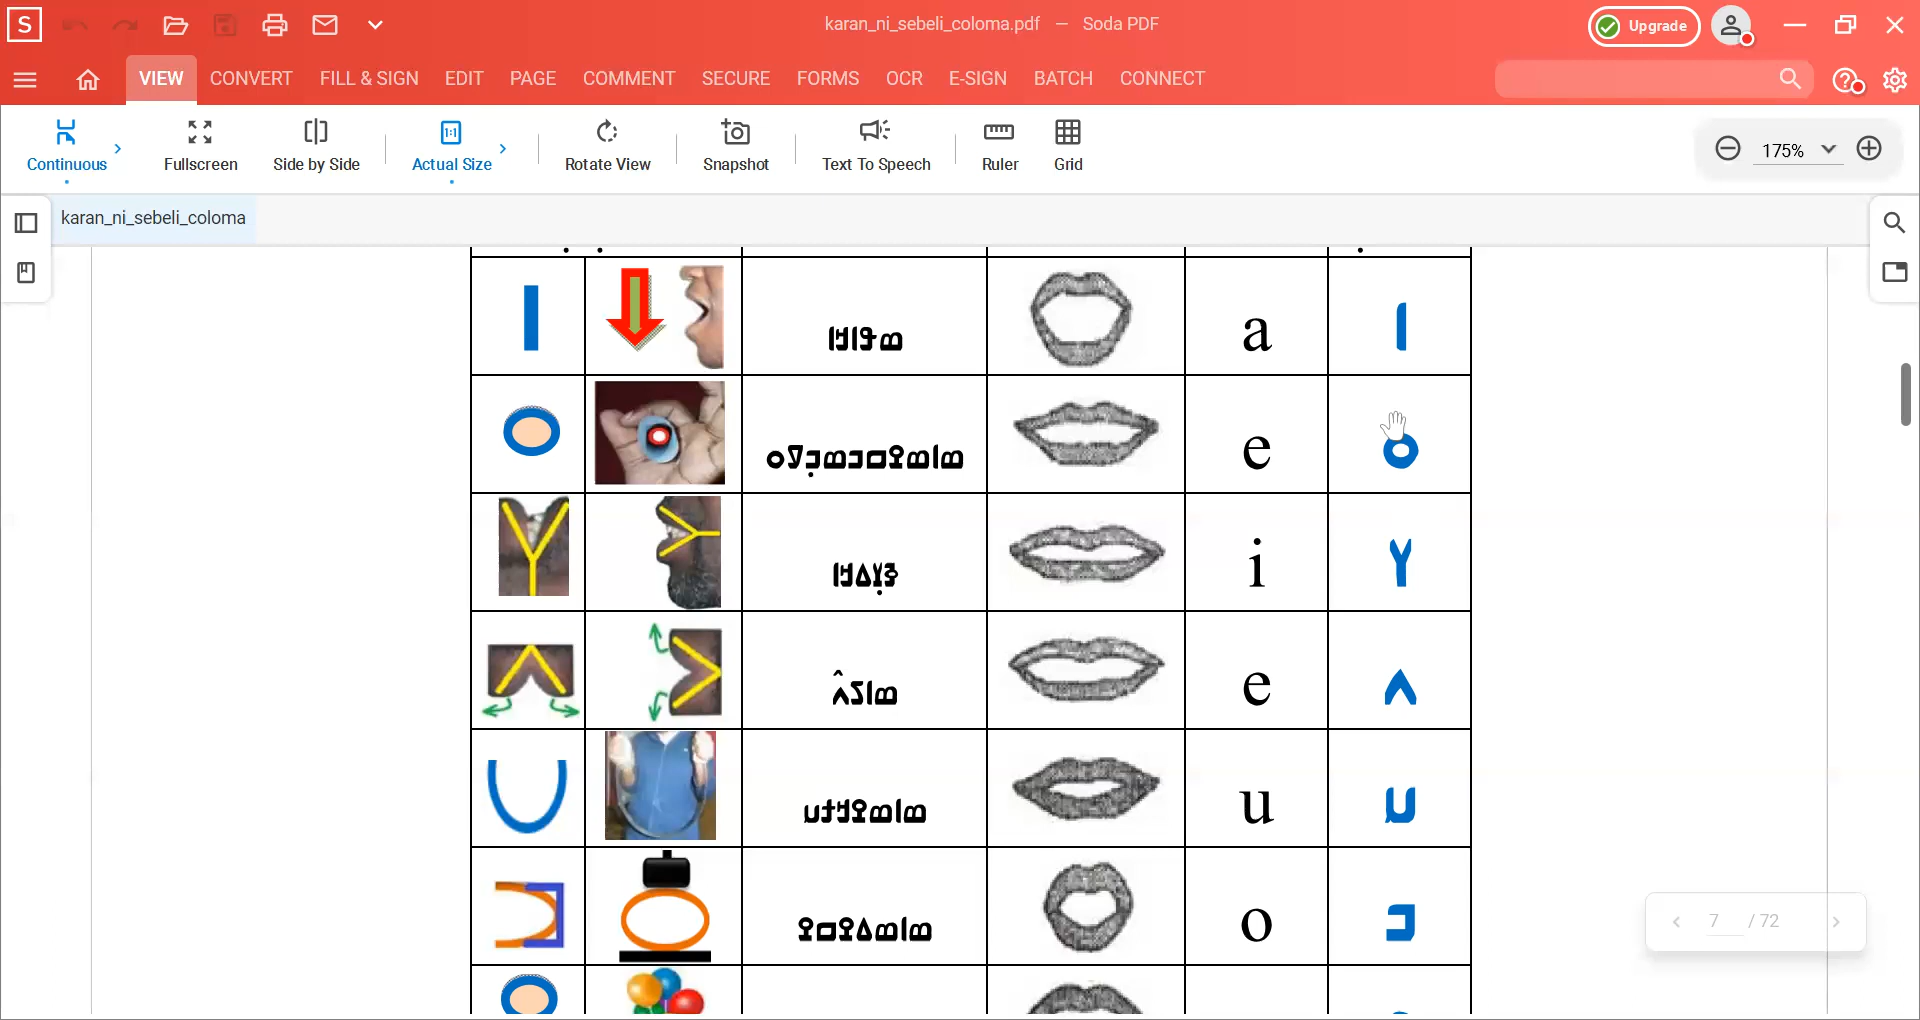 S
karan_ni_sebeli_coloma.pdf — Soda PDF
Upgrade
VIEW CONVERT FILL & SIGN EDIT PAGE COMMENT SECURE FORMS OCR E-SIGN BATCH CONNECT
Continuous Fullscreen Side by Side Actual Size Rotate View Snapshot Text To Speech Ruler Grid 175%
karan_ni_sebeli_coloma
a ߊ
e ߋ
i ߌ
e ߍ
u ߎ
o ߏ
7 / 72